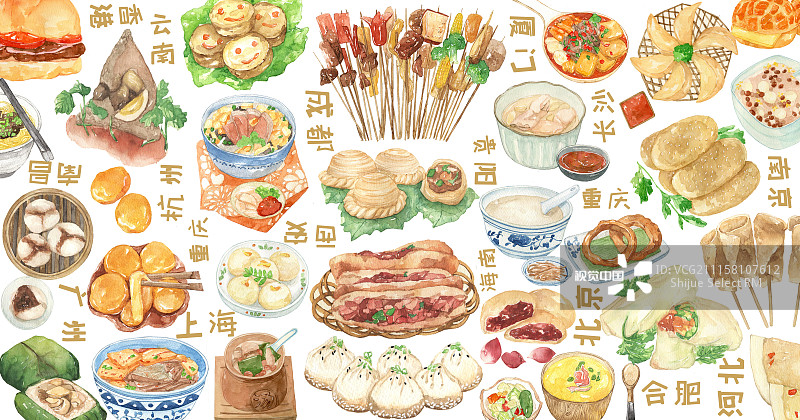 香港
云南
成都
厦门
长沙
贵阳
杭州
南京
重庆
重庆
海南
广州
上海
北京
合肥
河北
视觉中国
ID:VCG211158107612
Shijue Select RM